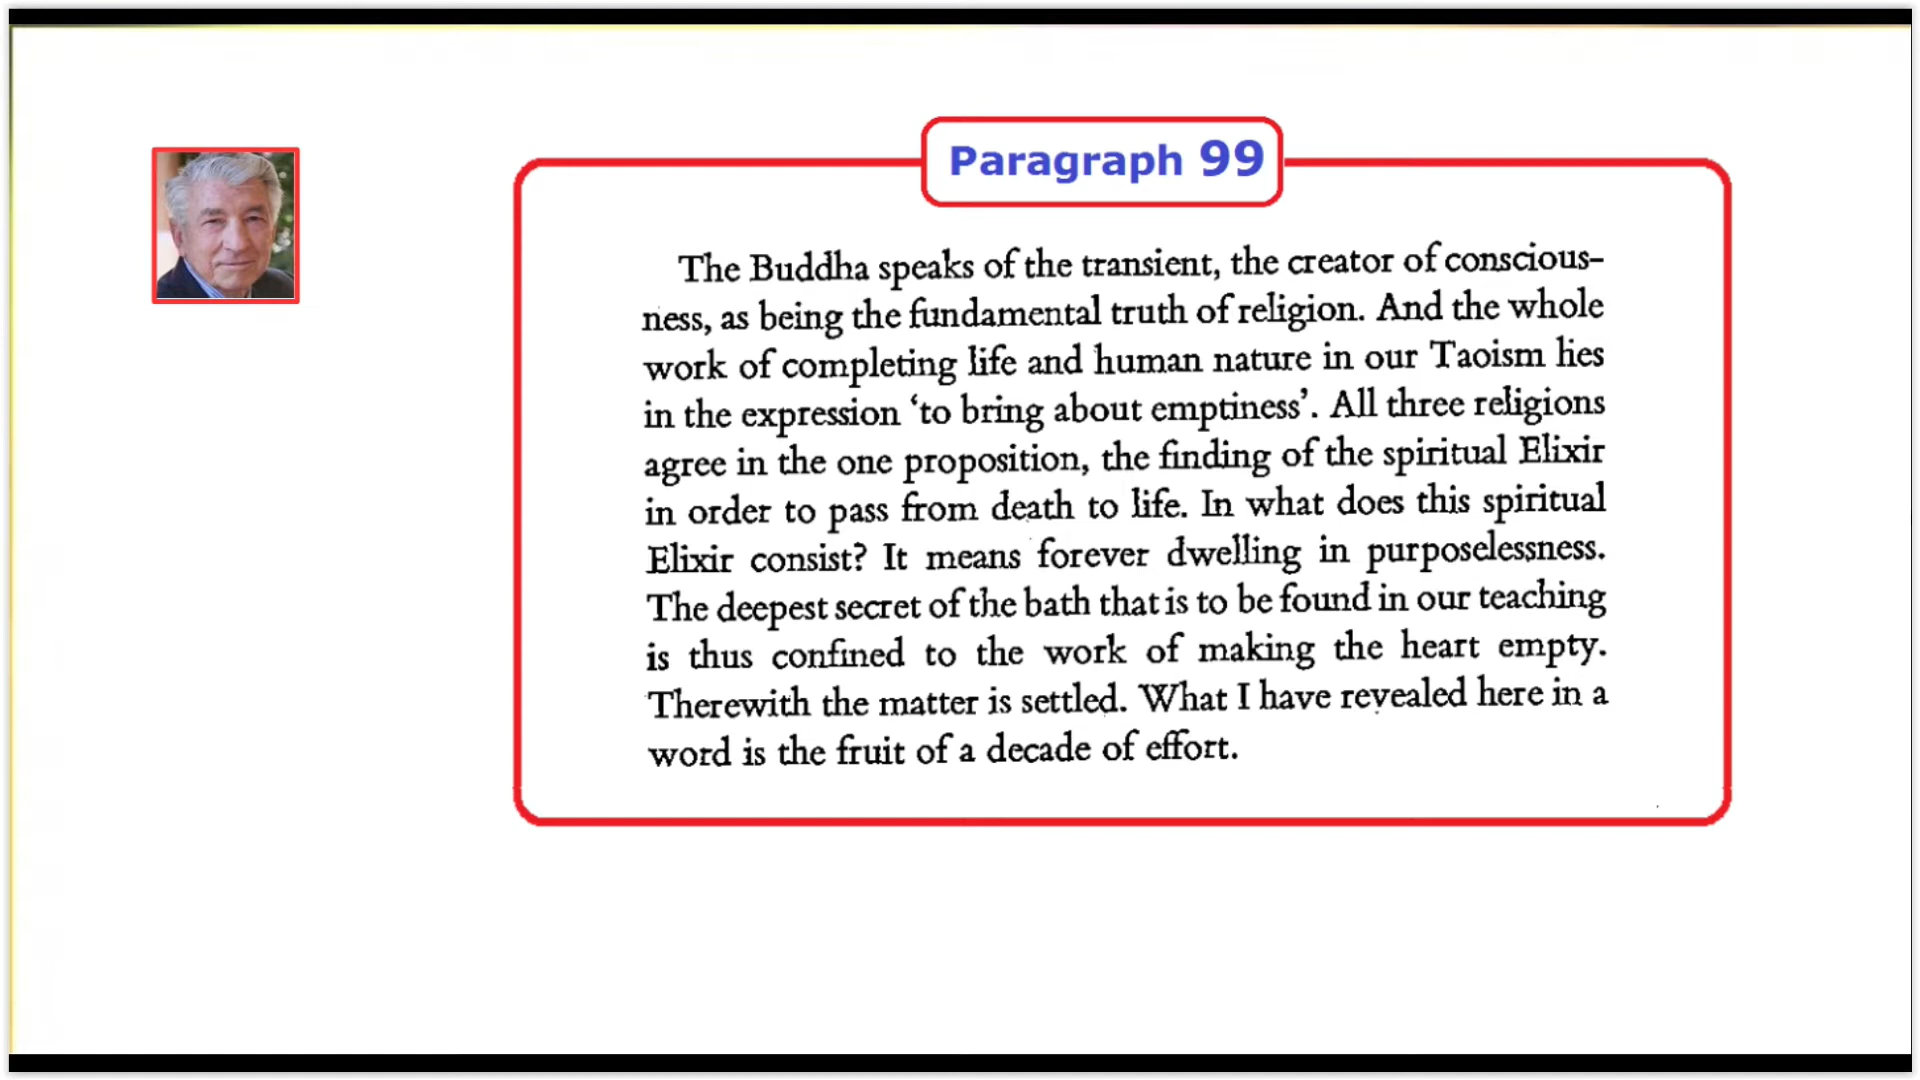 Paragraph 99
The Buddha speaks of the transient, the creator of conscious-
ness, as being the fundamental truth of religion. And the whole
work of completing life and human nature in our Taoism lies
in the expression ‘to bring about emptiness’. All three religions
agree in the one proposition, the finding of the spiritual Elixir
in order to pass from death to life. In what does this spiritual
Elixir consist? It means forever dwelling in purposelessness.
The deepest secret of the bath that is to be found in our teaching
is thus confined to the work of making the heart empty.
Therewith the matter is settled. What I have revealed here in a
word is the fruit of a decade of effort.